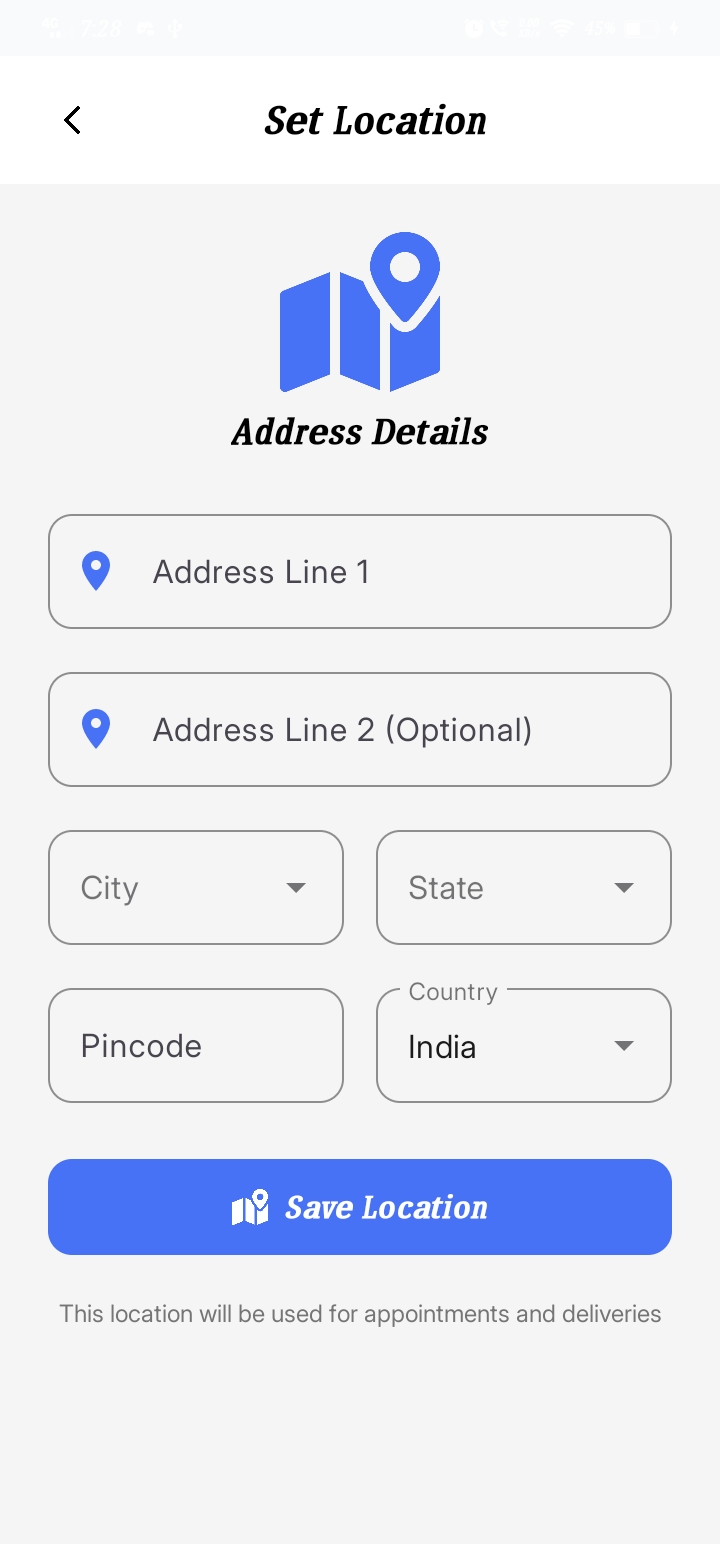 7:28
45%
Set Location
Address Details
Address Line 1
Address Line 2 (Optional)
City
State
Pincode
Country
India
Save Location
This location will be used for appointments and deliveries